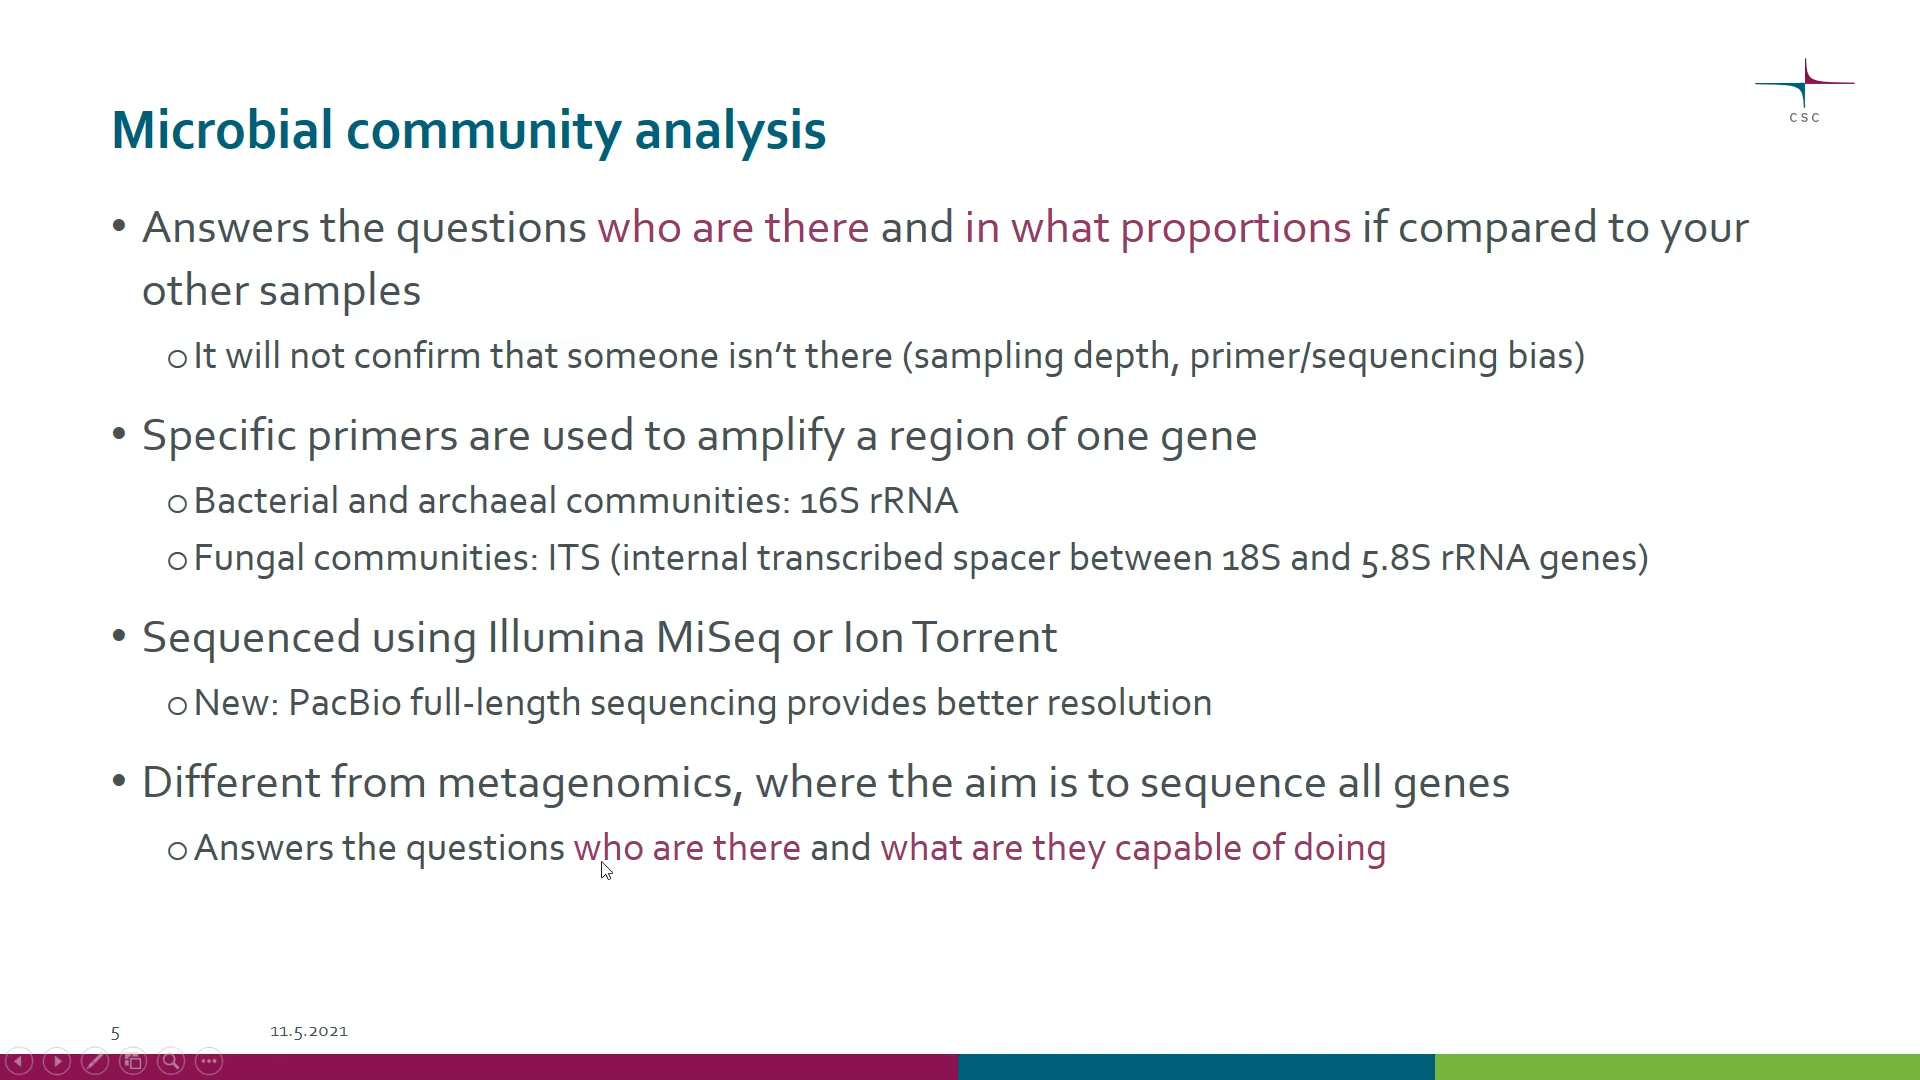 CSC
Microbial community analysis
• Answers the questions who are there and in what proportions if compared to your
other samples
o It will not confirm that someone isn’t there (sampling depth, primer/sequencing bias)
• Specific primers are used to amplify a region of one gene
o Bacterial and archaeal communities: 16S rRNA
o Fungal communities: ITS (internal transcribed spacer between 18S and 5.8S rRNA genes)
• Sequenced using Illumina MiSeq or Ion Torrent
o New: PacBio full-length sequencing provides better resolution
• Different from metagenomics, where the aim is to sequence all genes
o Answers the questions who are there and what are they capable of doing
5 11.5.2021